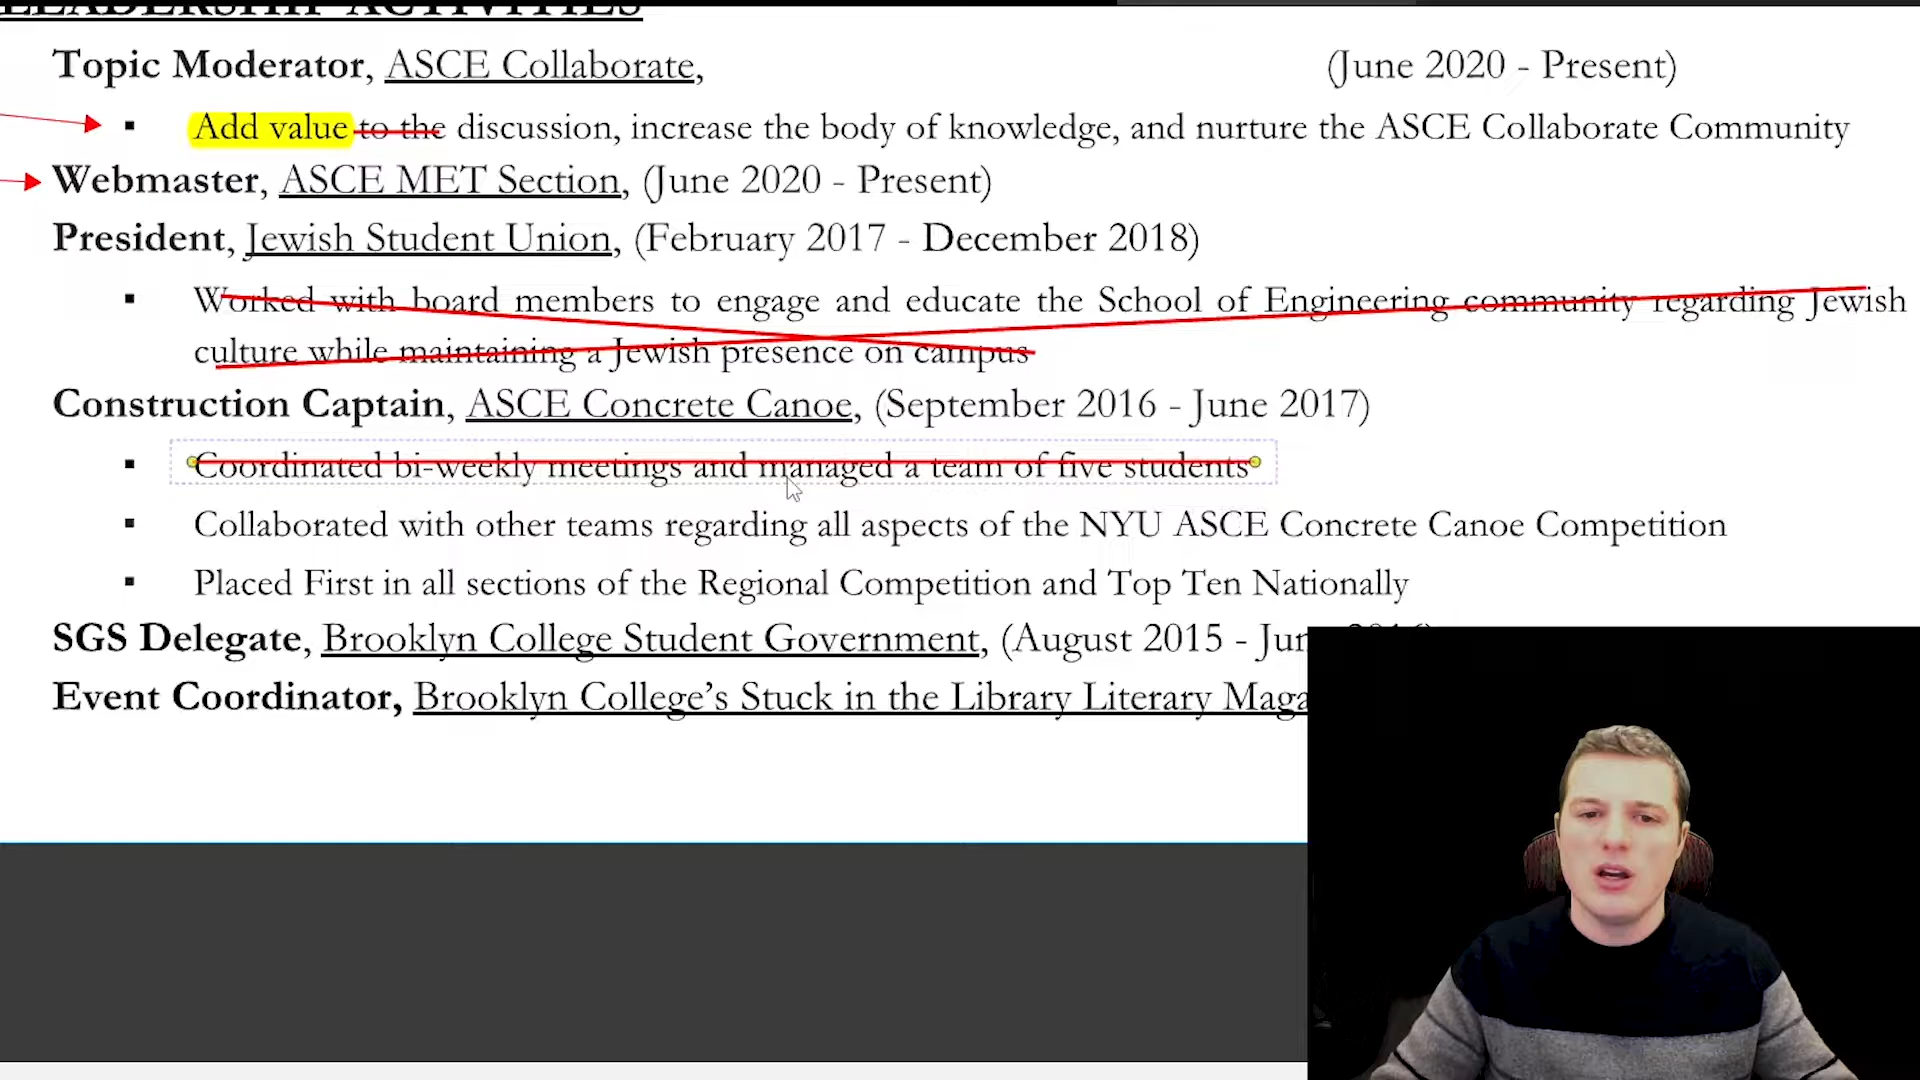 LEADERSHIP ACTIVITIES
Topic Moderator, ASCE Collaborate, (June 2020 - Present)
▪ Add value to the discussion, increase the body of knowledge, and nurture the ASCE Collaborate Community
Webmaster, ASCE MET Section, (June 2020 - Present)
President, Jewish Student Union, (February 2017 - December 2018)
▪ Worked with board members to engage and educate the School of Engineering community regarding Jewish
culture while maintaining a Jewish presence on campus
Construction Captain, ASCE Concrete Canoe, (September 2016 - June 2017)
▪ Coordinated bi-weekly meetings and managed a team of five students
▪ Collaborated with other teams regarding all aspects of the NYU ASCE Concrete Canoe Competition
▪ Placed First in all sections of the Regional Competition and Top Ten Nationally
SGS Delegate, Brooklyn College Student Government, (August 2015 - Jun
Event Coordinator, Brooklyn College's Stuck in the Library Literary Maga